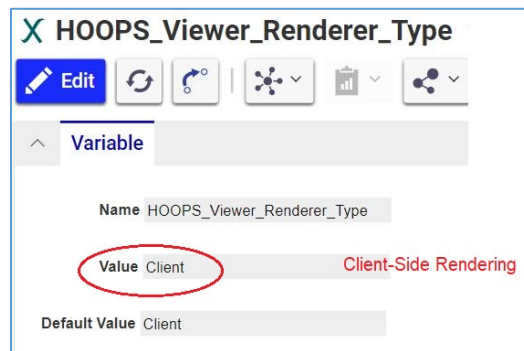 HOOPS_Viewer_Renderer_Type
Edit
Variable
Name HOOPS_Viewer_Renderer_Type
Value Client Client-Side Rendering
Default Value Client